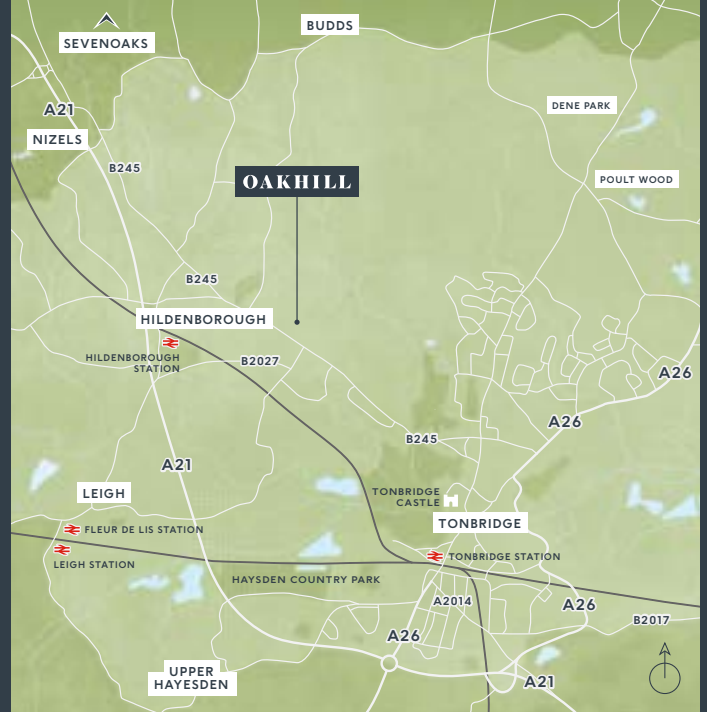 BUDDS
SEVENOAKS
DENE PARK
A21
NIZELS
B245
OAKHILL
POULT WOOD
B245
HILDENBOROUGH
HILDENBOROUGH
STATION
B2027
A26
A26
B245
A21
LEIGH
TONBRIDGE
CASTLE
TONBRIDGE
FLEUR DE LIS STATION
LEIGH STATION
TONBRIDGE STATION
HAYSDEN COUNTRY PARK
A2014
A26
B2017
A26
UPPER
HAYESDEN
A21